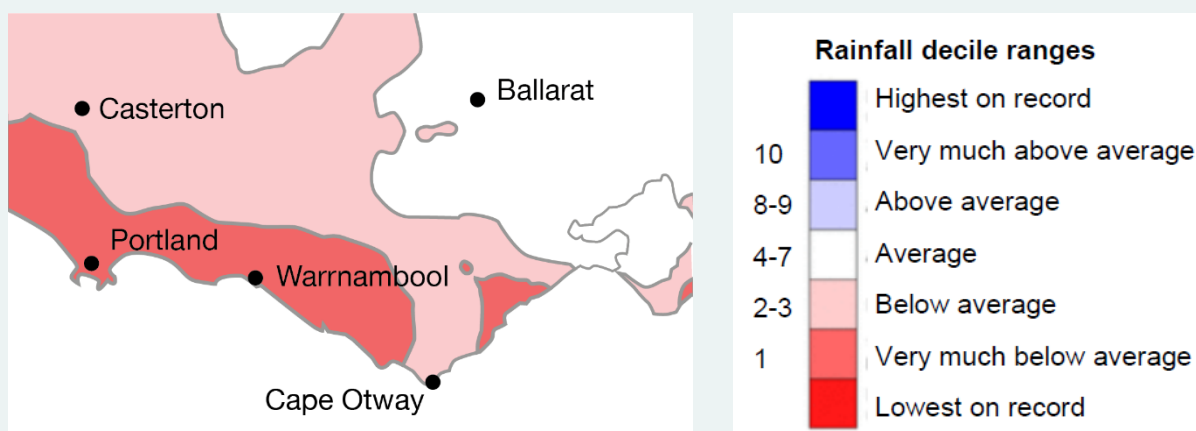 Ballarat
Casterton
Portland
Warrnambool
Cape Otway
Rainfall decile ranges
Highest on record
10 Very much above average
8-9 Above average
4-7 Average
2-3 Below average
1 Very much below average
Lowest on record